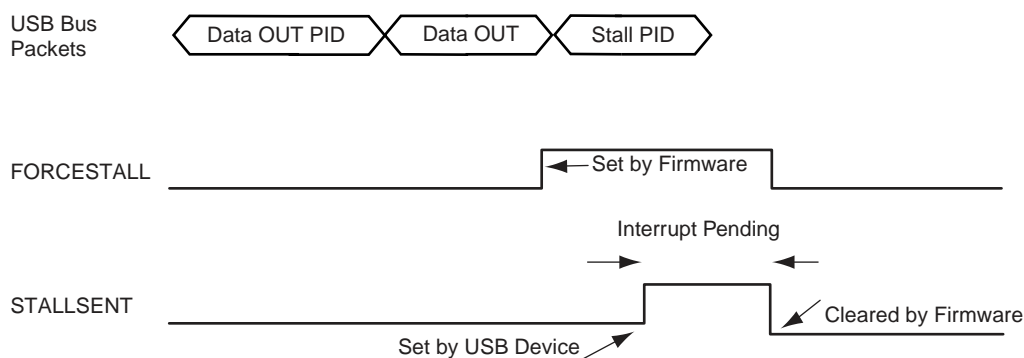 USB Bus
Packets
Data OUT PID
Data OUT
Stall PID
FORCESTALL
Set by Firmware
Interrupt Pending
STALLSENT
Cleared by Firmware
Set by USB Device